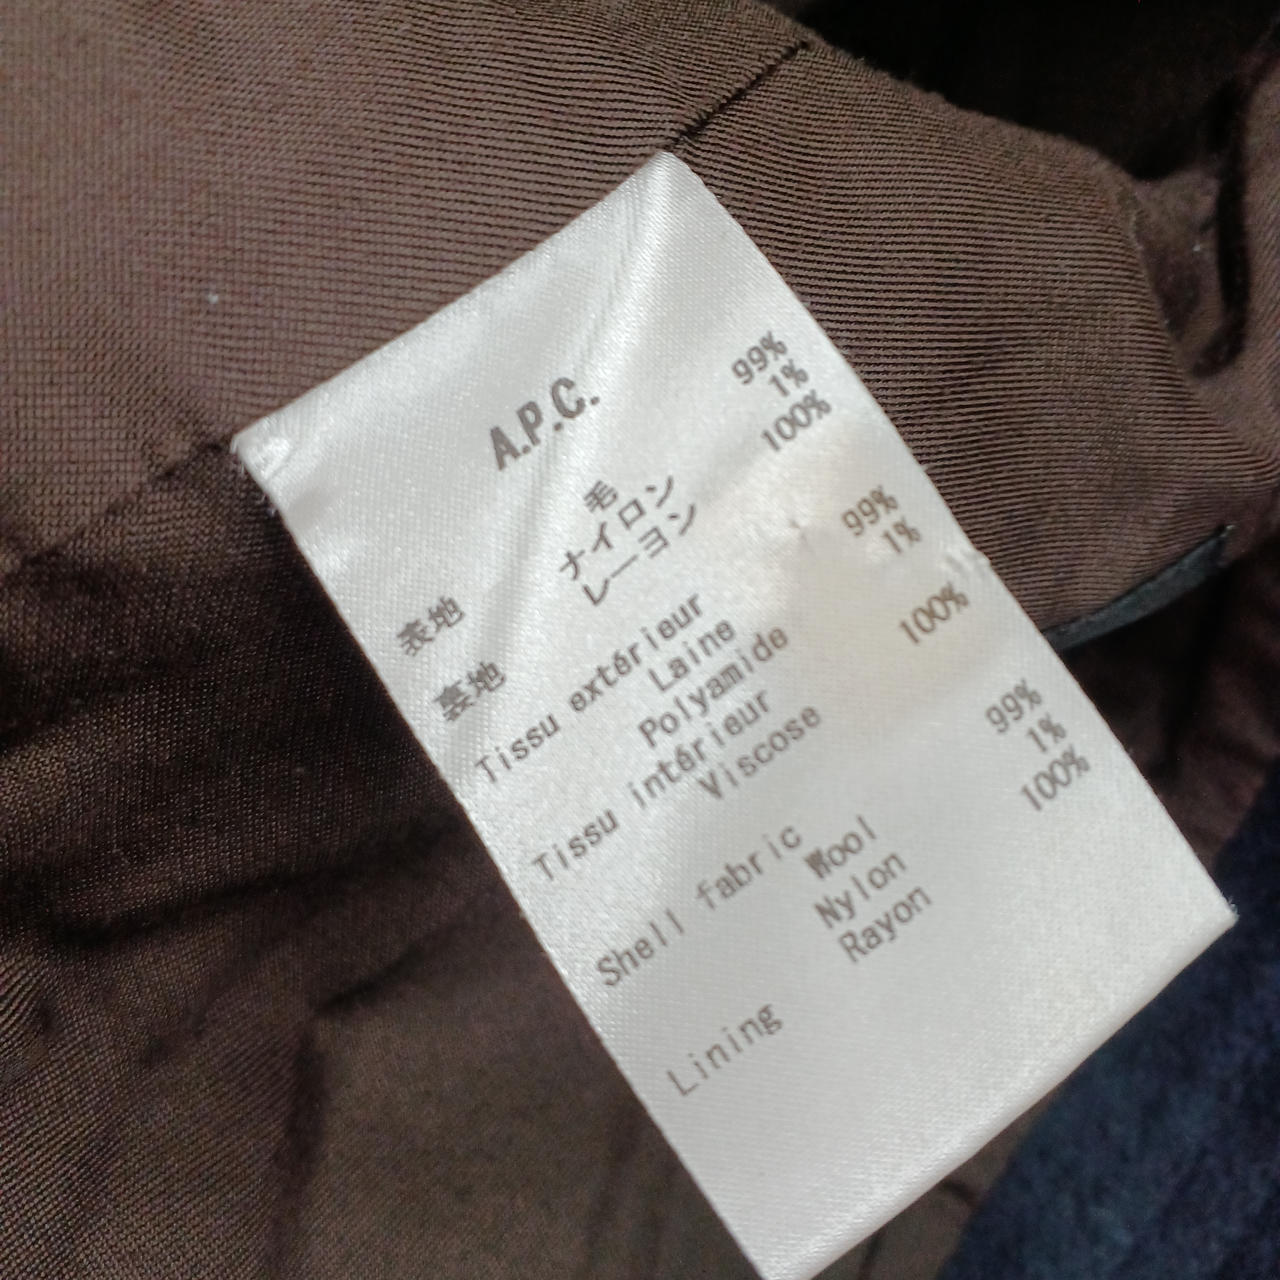 A.P.C.
表地 毛 99%
ナイロン 1%
裏地 レーヨン 100%
Tissu extérieur
Laine 99%
Polyamide 1%
Tissu intérieur
Viscose 100%
Shell fabric
Wool 99%
Nylon 1%
Lining Rayon 100%